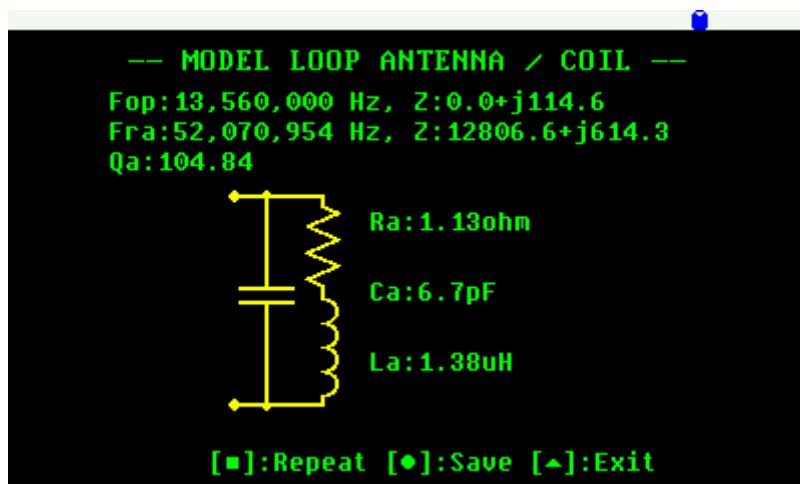 -- MODEL LOOP ANTENNA / COIL --
Fop:13,560,000 Hz, Z:0.0+j114.6
Fra:52,070,954 Hz, Z:12806.6+j614.3
Qa:104.84
Ra:1.13ohm
Ca:6.7pF
La:1.38uH
[■]:Repeat [●]:Save [▲]:Exit